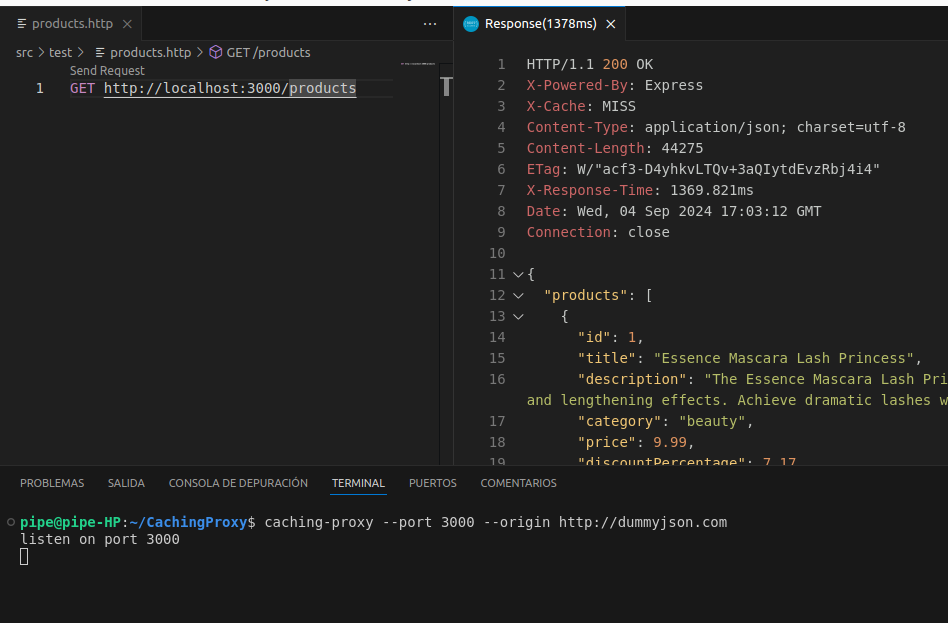 products.http
src > test > products.http > GET /products
Send Request
1 GET http://localhost:3000/products
Response(1378ms)
1 HTTP/1.1 200 OK
2 X-Powered-By: Express
3 X-Cache: MISS
4 Content-Type: application/json; charset=utf-8
5 Content-Length: 44275
6 ETag: W/"acf3-D4yhkvLTQv+3aQIytdEvzRbj4i4"
7 X-Response-Time: 1369.821ms
8 Date: Wed, 04 Sep 2024 17:03:12 GMT
9 Connection: close
10
11 {
12 "products": [
13 {
14 "id": 1,
15 "title": "Essence Mascara Lash Princess",
16 "description": "The Essence Mascara Lash Pri
and lengthening effects. Achieve dramatic lashes w
17 "category": "beauty",
18 "price": 9.99,
19 "discountPercentage": 7.17
PROBLEMAS SALIDA CONSOLA DE DEPURACIÓN TERMINAL PUERTOS COMENTARIOS
pipe@pipe-HP:~/CachingProxy$ caching-proxy --port 3000 --origin http://dummyjson.com
listen on port 3000